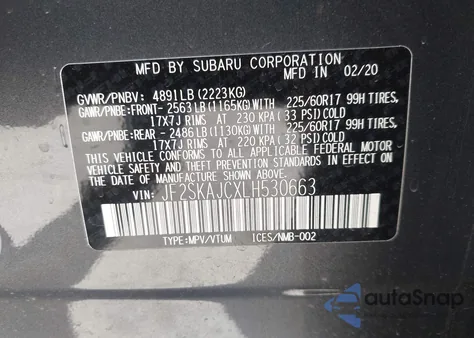 MFD BY SUBARU CORPORATION
MFD IN 02/20
GVWR/PNBV: 4891LB(2223KG)
GAWR/PNBE:FRONT- 2563LB(1165KG)WITH 225/60R17 99H TIRES,
17X7J RIMS AT 230 KPA(33 PSI)COLD
GAWR/PNBE:REAR - 2486LB(1130KG)WITH 225/60R17 99H TIRES,
17X7J RIMS AT 220 KPA(32 PSI)COLD
THIS VEHICLE CONFORMS TO ALL APPLICABLE FEDERAL MOTOR
VEHICLE SAFETY AND THEFT PREVENTION STANDARDS IN EFFECT ON
THE DATE OF MANUFACTURE SHOWN ABOVE.
VIN: JF2SKAJCXLH530663
TYPE:MPV/VTUM ICES/NMB-002
autoSnap